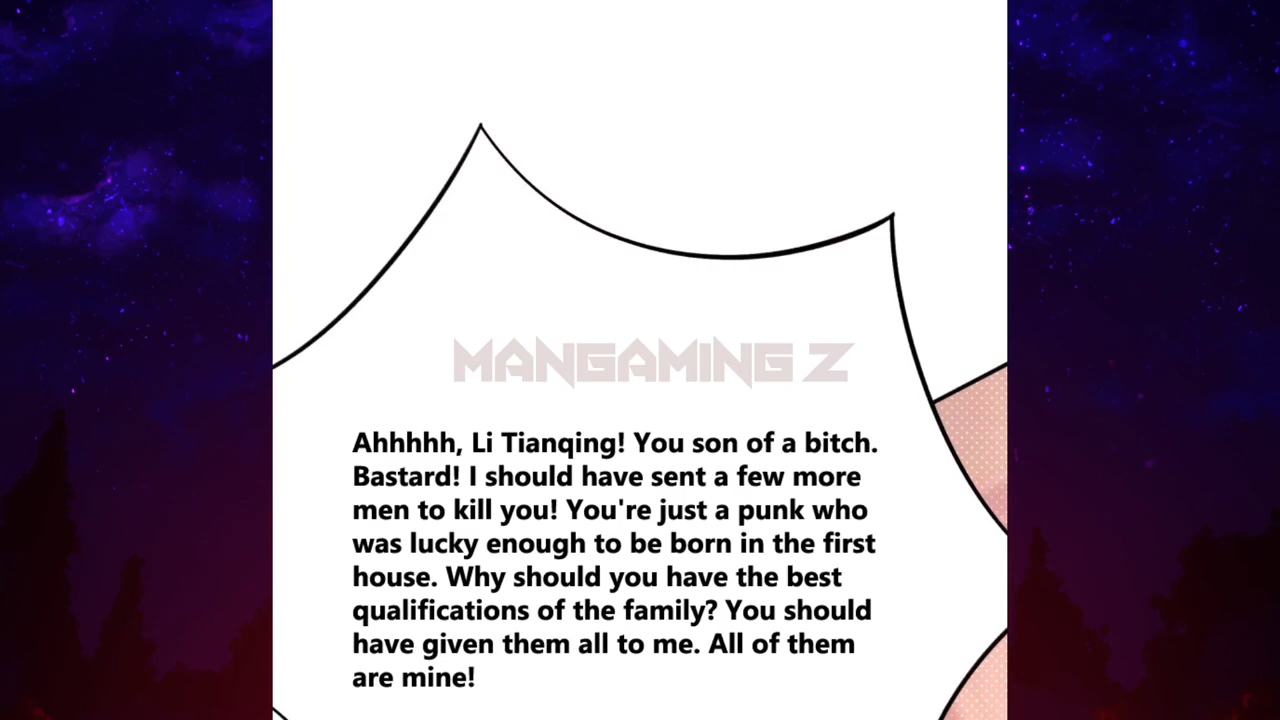 MANGAMING Z
Ahhhhh, Li Tianqing! You son of a bitch.
Bastard! I should have sent a few more
men to kill you! You're just a punk who
was lucky enough to be born in the first
house. Why should you have the best
qualifications of the family? You should
have given them all to me. All of them
are mine!